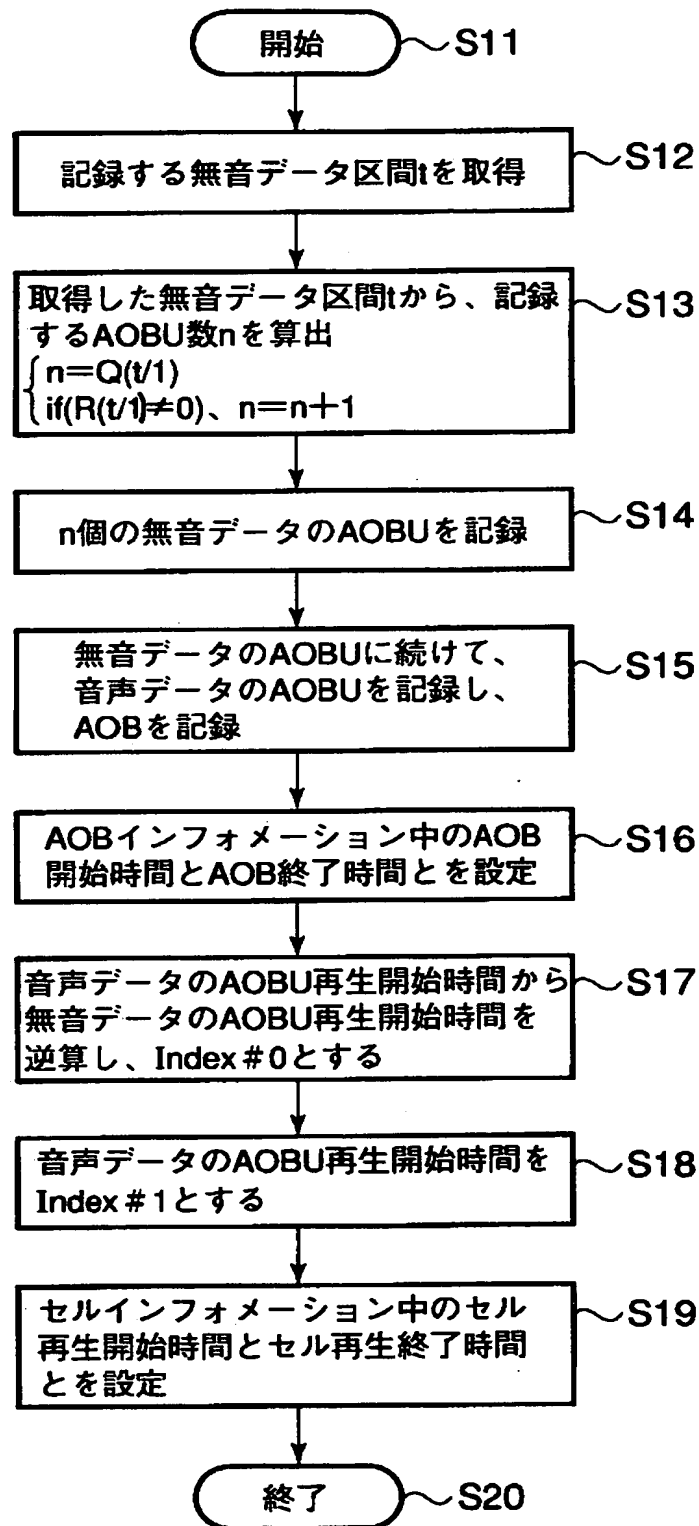 開始 S11
記録する無音データ区間tを取得 S12
取得した無音データ区間tから、記録 S13
するAOBU数nを算出
n=Q(t/1)
if(R(t/1)≠0)、n=n+1
n個の無音データのAOBUを記録 S14
無音データのAOBUに続けて、 S15
音声データのAOBUを記録し、
AOBを記録
AOBインフォメーション中のAOB S16
開始時間とAOB終了時間とを設定
音声データのAOBU再生開始時間から S17
無音データのAOBU再生開始時間を
逆算し、Index#0とする
音声データのAOBU再生開始時間を S18
Index#1とする
セルインフォメーション中のセル S19
再生開始時間とセル再生終了時間
とを設定
終了 S20